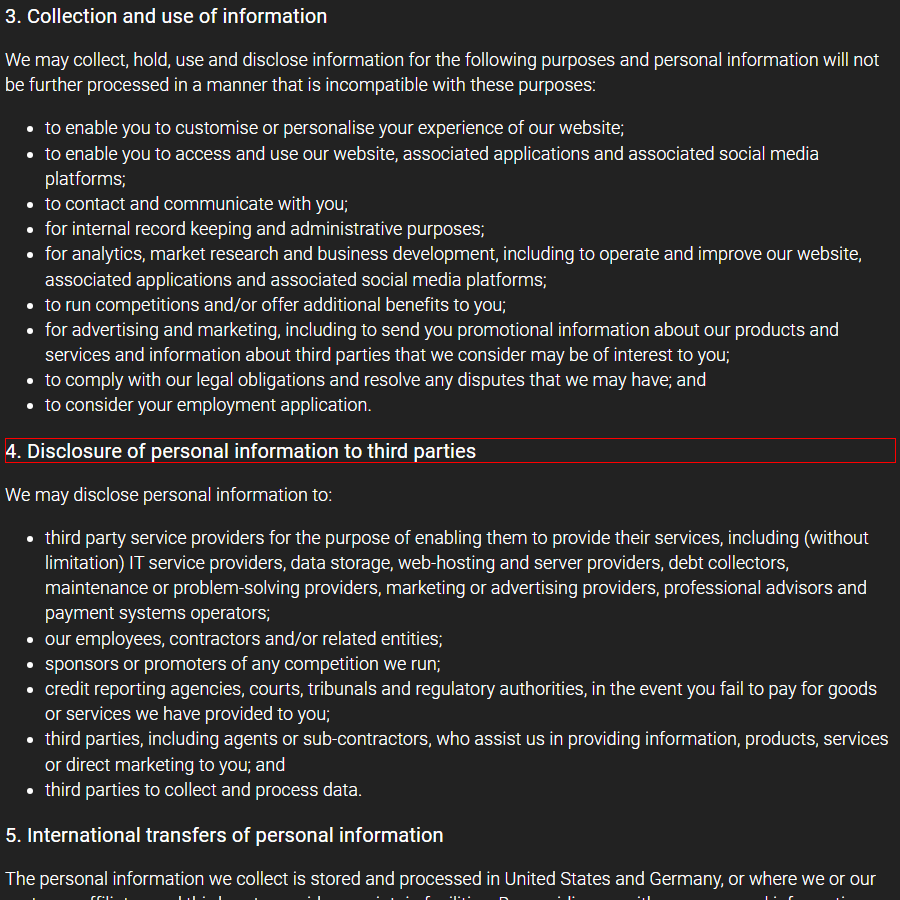 3. Collection and use of information
We may collect, hold, use and disclose information for the following purposes and personal information will not
be further processed in a manner that is incompatible with these purposes:
• to enable you to customise or personalise your experience of our website;
• to enable you to access and use our website, associated applications and associated social media
platforms;
• to contact and communicate with you;
• for internal record keeping and administrative purposes;
• for analytics, market research and business development, including to operate and improve our website,
associated applications and associated social media platforms;
• to run competitions and/or offer additional benefits to you;
• for advertising and marketing, including to send you promotional information about our products and
services and information about third parties that we consider may be of interest to you;
• to comply with our legal obligations and resolve any disputes that we may have; and
• to consider your employment application.
4. Disclosure of personal information to third parties
We may disclose personal information to:
• third party service providers for the purpose of enabling them to provide their services, including (without
limitation) IT service providers, data storage, web-hosting and server providers, debt collectors,
maintenance or problem-solving providers, marketing or advertising providers, professional advisors and
payment systems operators;
• our employees, contractors and/or related entities;
• sponsors or promoters of any competition we run;
• credit reporting agencies, courts, tribunals and regulatory authorities, in the event you fail to pay for goods
or services we have provided to you;
• third parties, including agents or sub-contractors, who assist us in providing information, products, services
or direct marketing to you; and
• third parties to collect and process data.
5. International transfers of personal information
The personal information we collect is stored and processed in United States and Germany, or where we or our